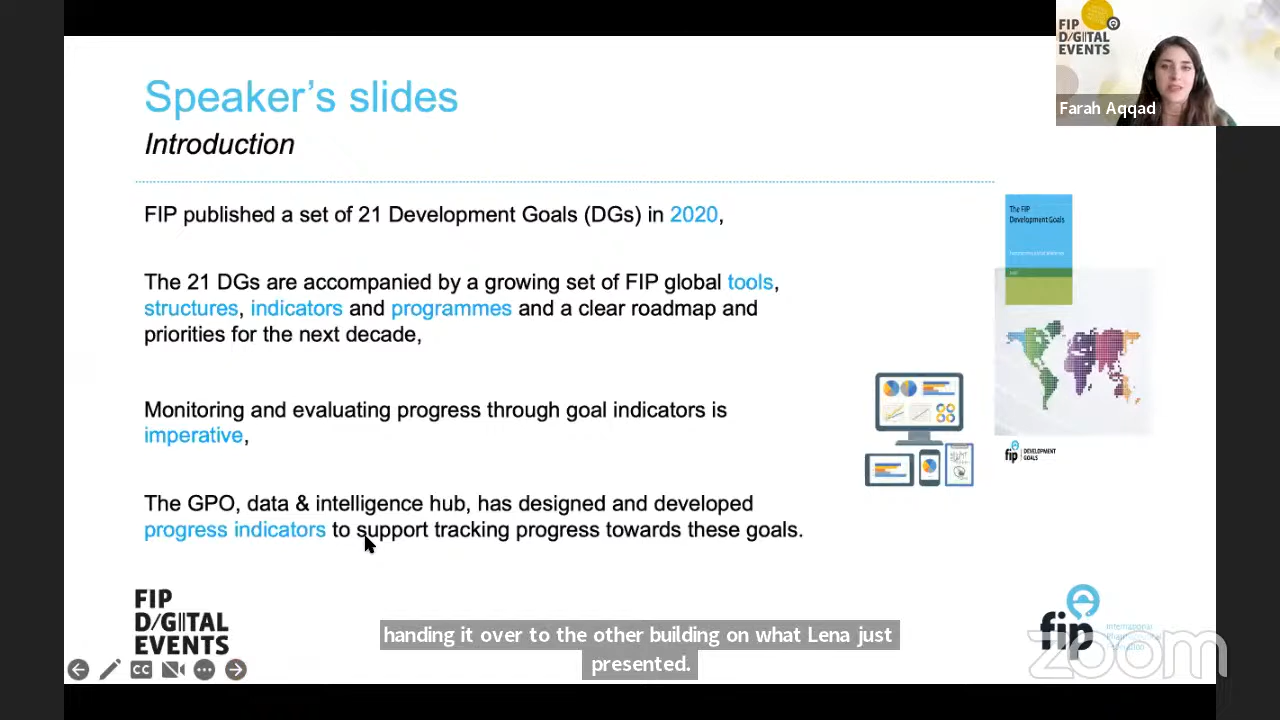 Speaker's slides
Introduction
FIP published a set of 21 Development Goals (DGs) in 2020,
The 21 DGs are accompanied by a growing set of FIP global tools,
structures, indicators and programmes and a clear roadmap and
priorities for the next decade,
Monitoring and evaluating progress through goal indicators is
imperative,
The GPO, data & intelligence hub, has designed and developed
progress indicators to support tracking progress towards these goals.
FIP
D/G/TAL
EVENTS
Farah Aqqad
The FIP
Development Goals
fip DEVELOPMENT
GOALS
FIP
D/G/TAL
EVENTS
handing it over to the other building on what Lena just
presented.
CC
fip
International
zoom